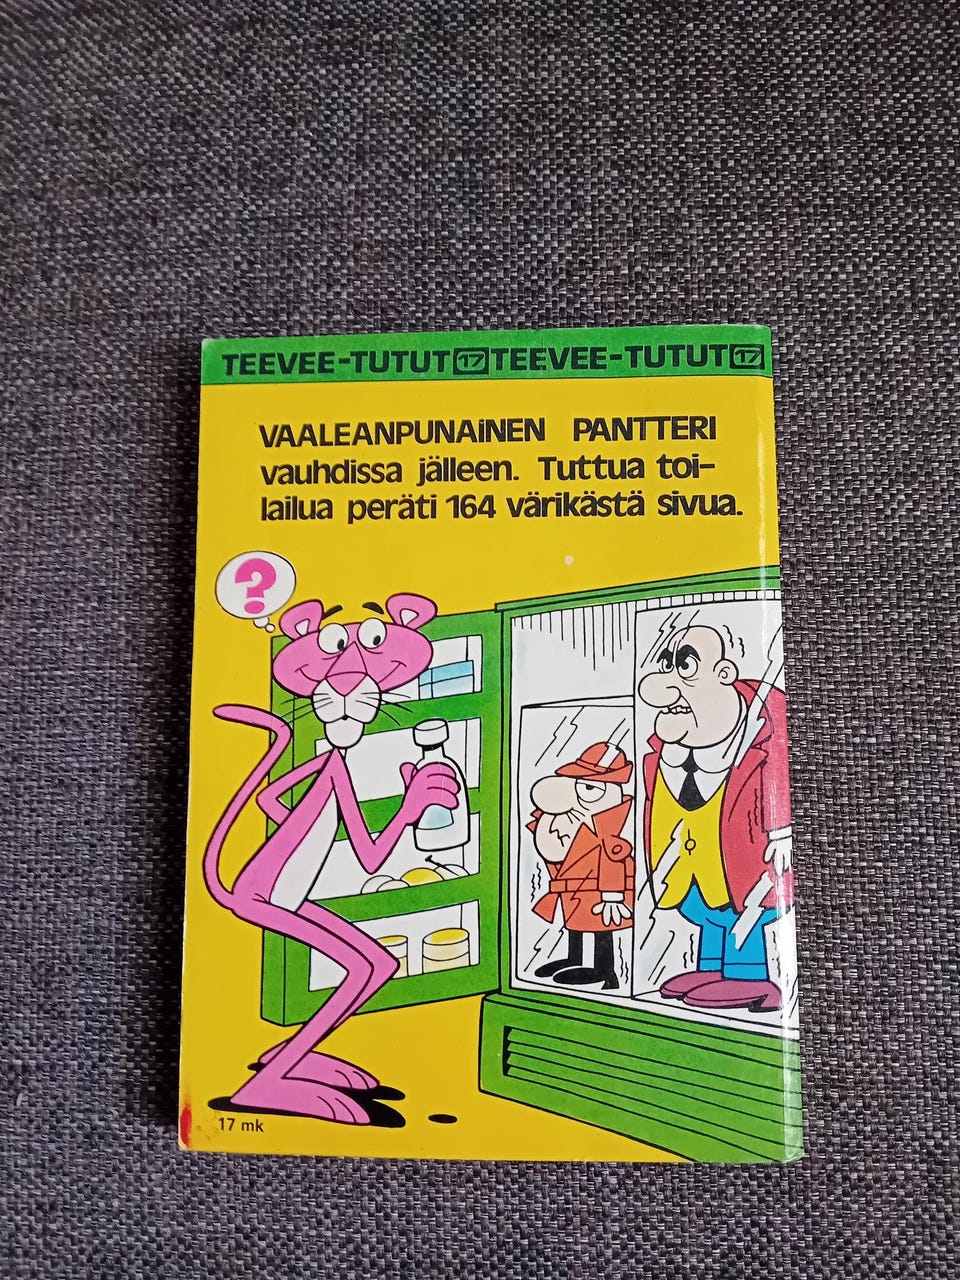 TEEVEE-TUTUT 17 TEEVEE-TUTUT 17
VAALEANPUNAiNEN PANTTERI
vauhdissa jälleen. Tuttua toi-
lailua peräti 164 värikästä sivua.
?
17 mk